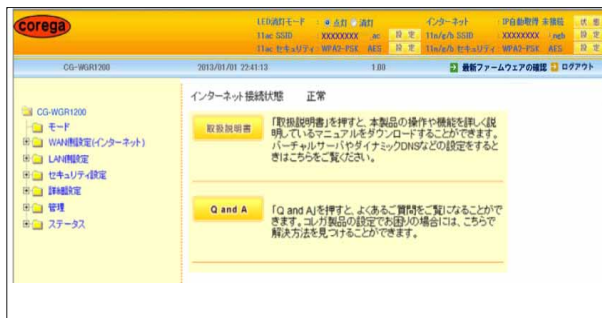 corega
LED消灯モード : 点灯 消灯 インターネット : IP自動取得 未接続 状 態
11ac SSID : XXXXXXXX _ac 設 定 11n/g/b SSID : XXXXXXXX _ngb 設 定
11ac セキュリティ : WPA2-PSK AES 設 定 11n/g/b セキュリティ : WPA2-PSK AES 設 定
CG-WGR1200 2013/01/01 22:41:13 1.00 最新ファームウェアの確認 ログアウト
CG-WGR1200
モード
WAN側設定(インターネット)
LAN側設定
セキュリティ設定
詳細設定
管理
ステータス
インターネット接続状態 正常
取扱説明書
「取扱説明書」を押すと、本製品の操作や機能を詳しく説
明しているマニュアルをダウンロードすることができます。
バーチャルサーバやダイナミックDNSなどの設定をすると
きはこちらをご覧ください。
Q and A
「Q and A」を押すと、よくあるご質問をご覧になることがで
きます。コレガ製品の設定でお困りの場合には、こちらで
解決方法を見つけることができます。